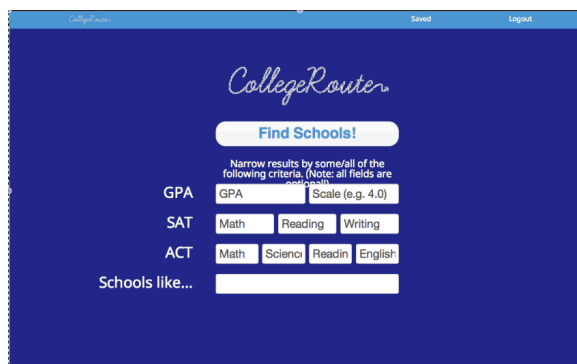 CollegeRouter
Saved
Logout
CollegeRouter
Find Schools!
Narrow results by some/all of the
following criteria. (Note: all fields are
optional!)
GPA
GPA
Scale (e.g. 4.0)
SAT
Math
Reading
Writing
ACT
Math
Scienc
Readin
English
Schools like...